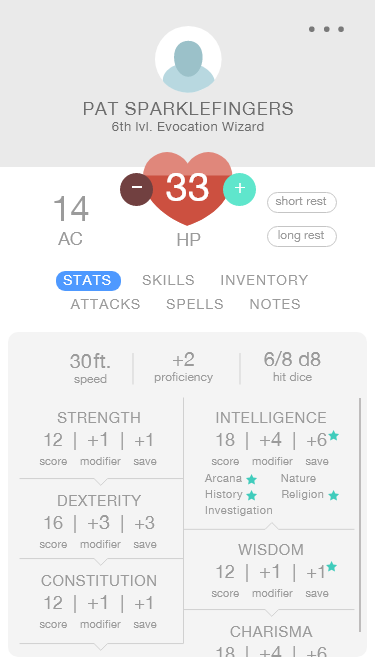 PAT SPARKLEFINGERS
6th lvl. Evocation Wizard
14
AC
−
33
+
HP
short rest
long rest
STATS SKILLS INVENTORY
ATTACKS SPELLS NOTES
30ft. +2 6/8 d8
speed proficiency hit dice
STRENGTH
12 | +1 | +1
score modifier save
DEXTERITY
16 | +3 | +3
score modifier save
CONSTITUTION
12 | +1 | +1
score modifier save
INTELLIGENCE
18 | +4 | +6
score modifier save
Arcana Nature
History Religion
Investigation
WISDOM
12 | +1 | +1
score modifier save
CHARISMA
18 | +4 | +6